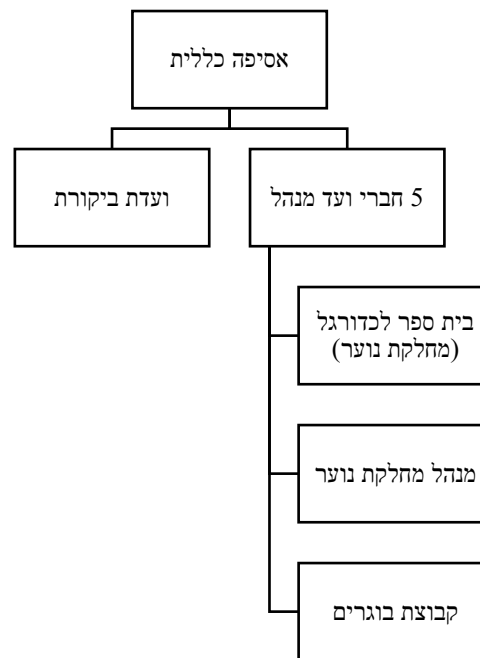 אסיפה כללית
5 חברי ועד מנהל
ועדת ביקורת
בית ספר לכדורגל
(מחלקת נוער)
מנהל מחלקת נוער
קבוצת בוגרים